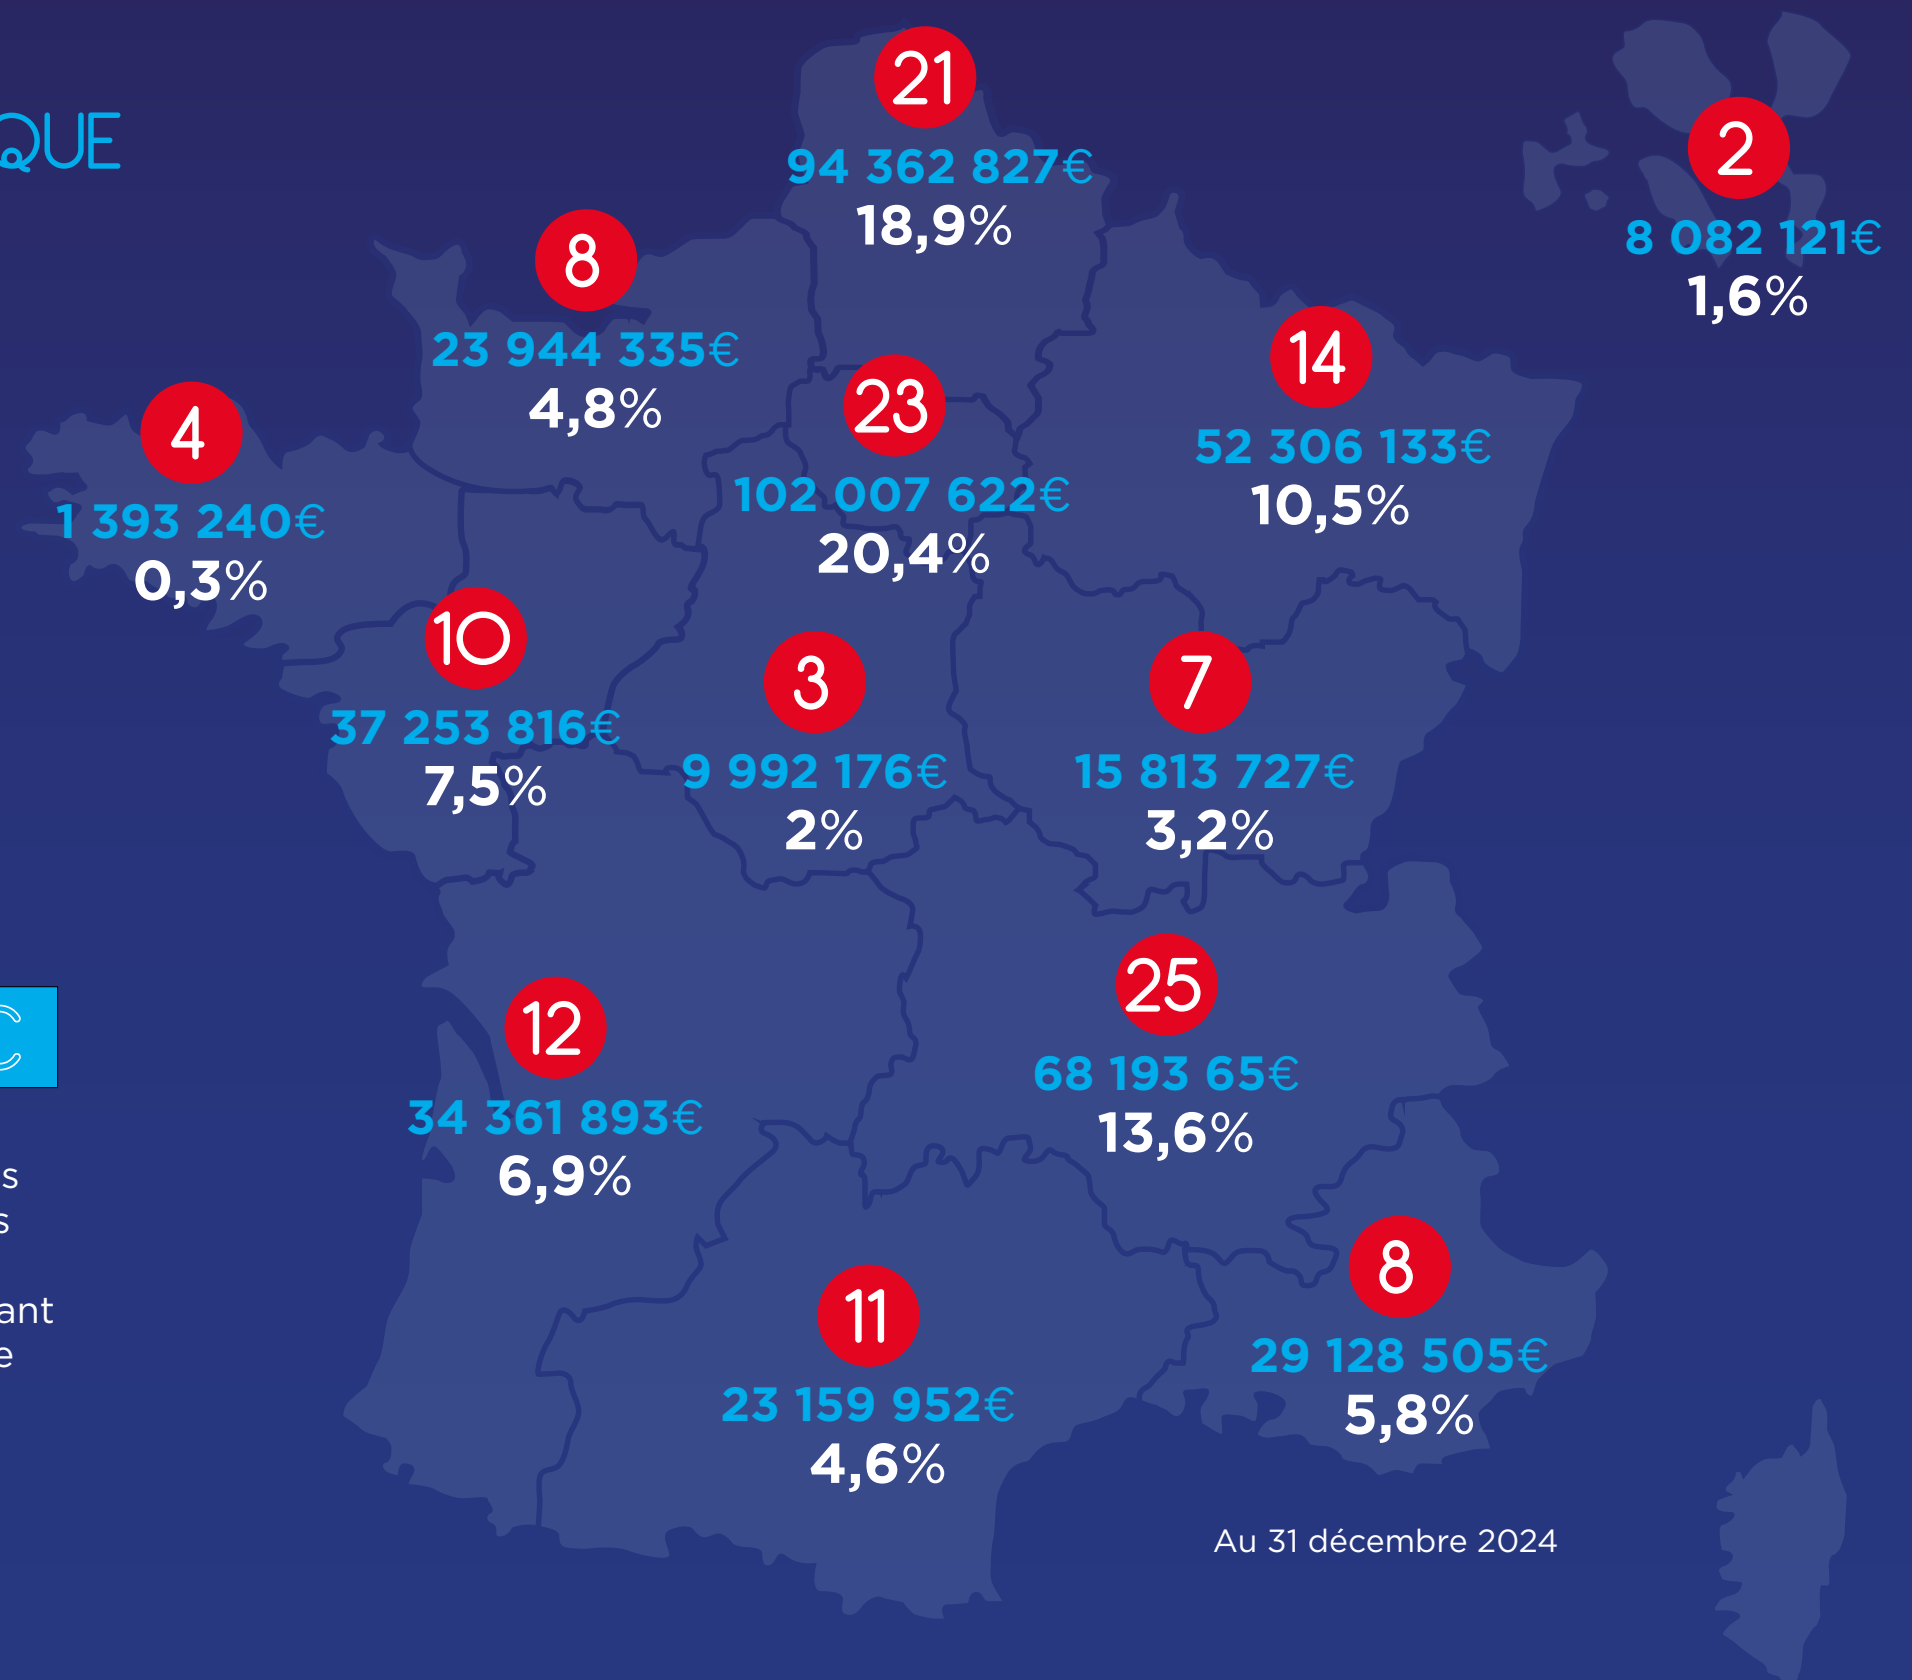 QUE
21
94 362 827€
18,9%
2
8 082 121€
1,6%
8
23 944 335€
4,8%
14
52 306 133€
10,5%
23
102 007 622€
20,4%
4
1 393 240€
0,3%
10
37 253 816€
7,5%
3
9 992 176€
2%
7
15 813 727€
3,2%
25
68 193 65€
13,6%
12
34 361 893€
6,9%
8
29 128 505€
5,8%
11
23 159 952€
4,6%
s
s
ant
e
Au 31 décembre 2024